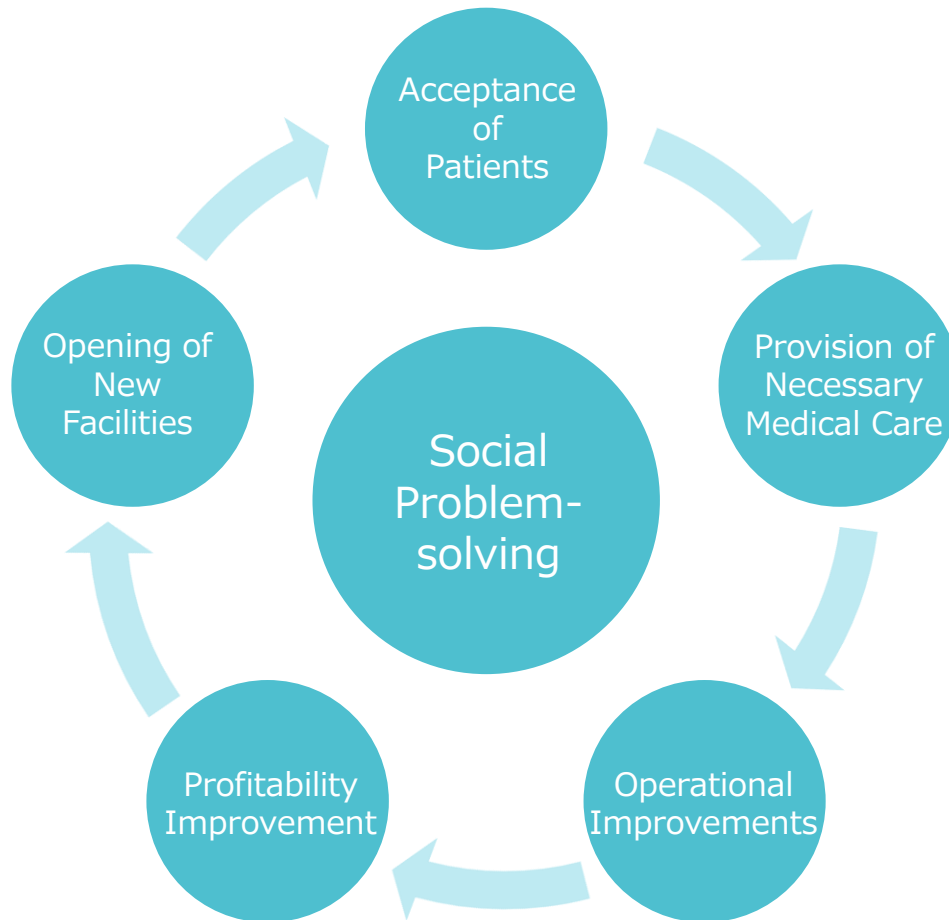 Acceptance
of
Patients
Provision of
Necessary
Medical Care
Operational
Improvements
Profitability
Improvement
Opening of
New
Facilities
Social
Problem-
solving